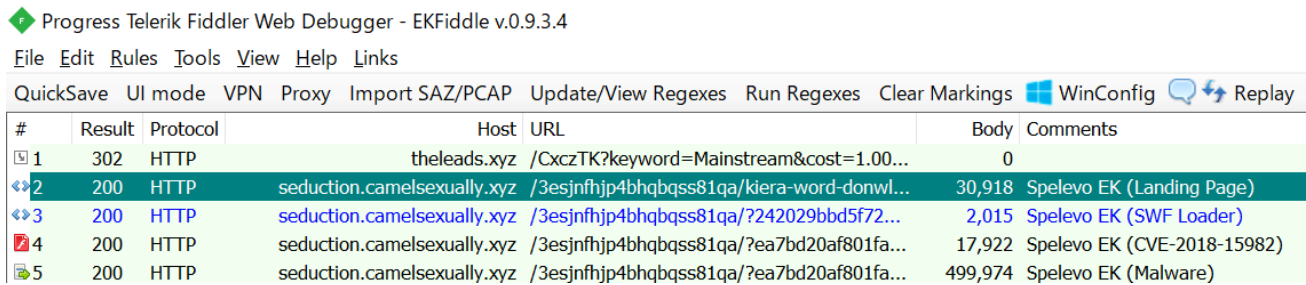 Progress Telerik Fiddler Web Debugger - EKFiddle v.0.9.3.4
File Edit Rules Tools View Help Links
QuickSave UI mode VPN Proxy Import SAZ/PCAP Update/View Regexes Run Regexes Clear Markings WinConfig Replay
# Result Protocol Host URL Body Comments
1 302 HTTP theleads.xyz /CxczTK?keyword=Mainstream&cost=1.00... 0
2 200 HTTP seduction.camelsexually.xyz /3esjnfhjp4bhqbqss81qa/kiera-word-donwl... 30,918 Spelevo EK (Landing Page)
3 200 HTTP seduction.camelsexually.xyz /3esjnfhjp4bhqbqss81qa/?242029bbd5f72... 2,015 Spelevo EK (SWF Loader)
4 200 HTTP seduction.camelsexually.xyz /3esjnfhjp4bhqbqss81qa/?ea7bd20af801fa... 17,922 Spelevo EK (CVE-2018-15982)
5 200 HTTP seduction.camelsexually.xyz /3esjnfhjp4bhqbqss81qa/?ea7bd20af801fa... 499,974 Spelevo EK (Malware)